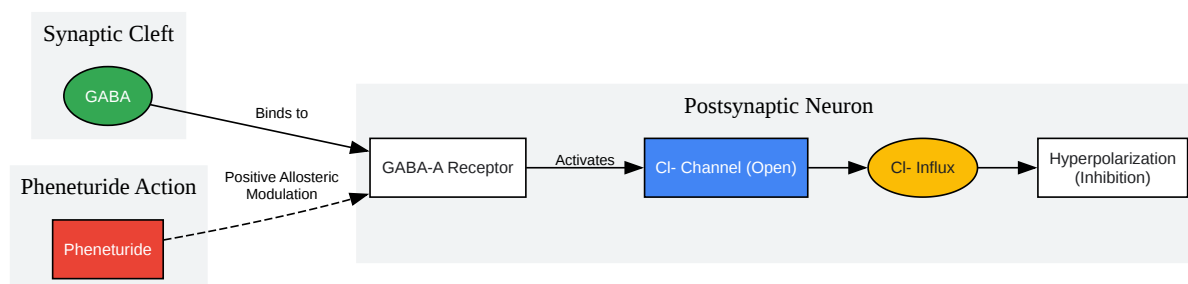 Synaptic Cleft
GABA
Binds to
Pheneturide Action
Pheneturide
Positive Allosteric
Modulation
Postsynaptic Neuron
GABA-A Receptor
Activates
Cl- Channel (Open)
Cl- Influx
Hyperpolarization
(Inhibition)